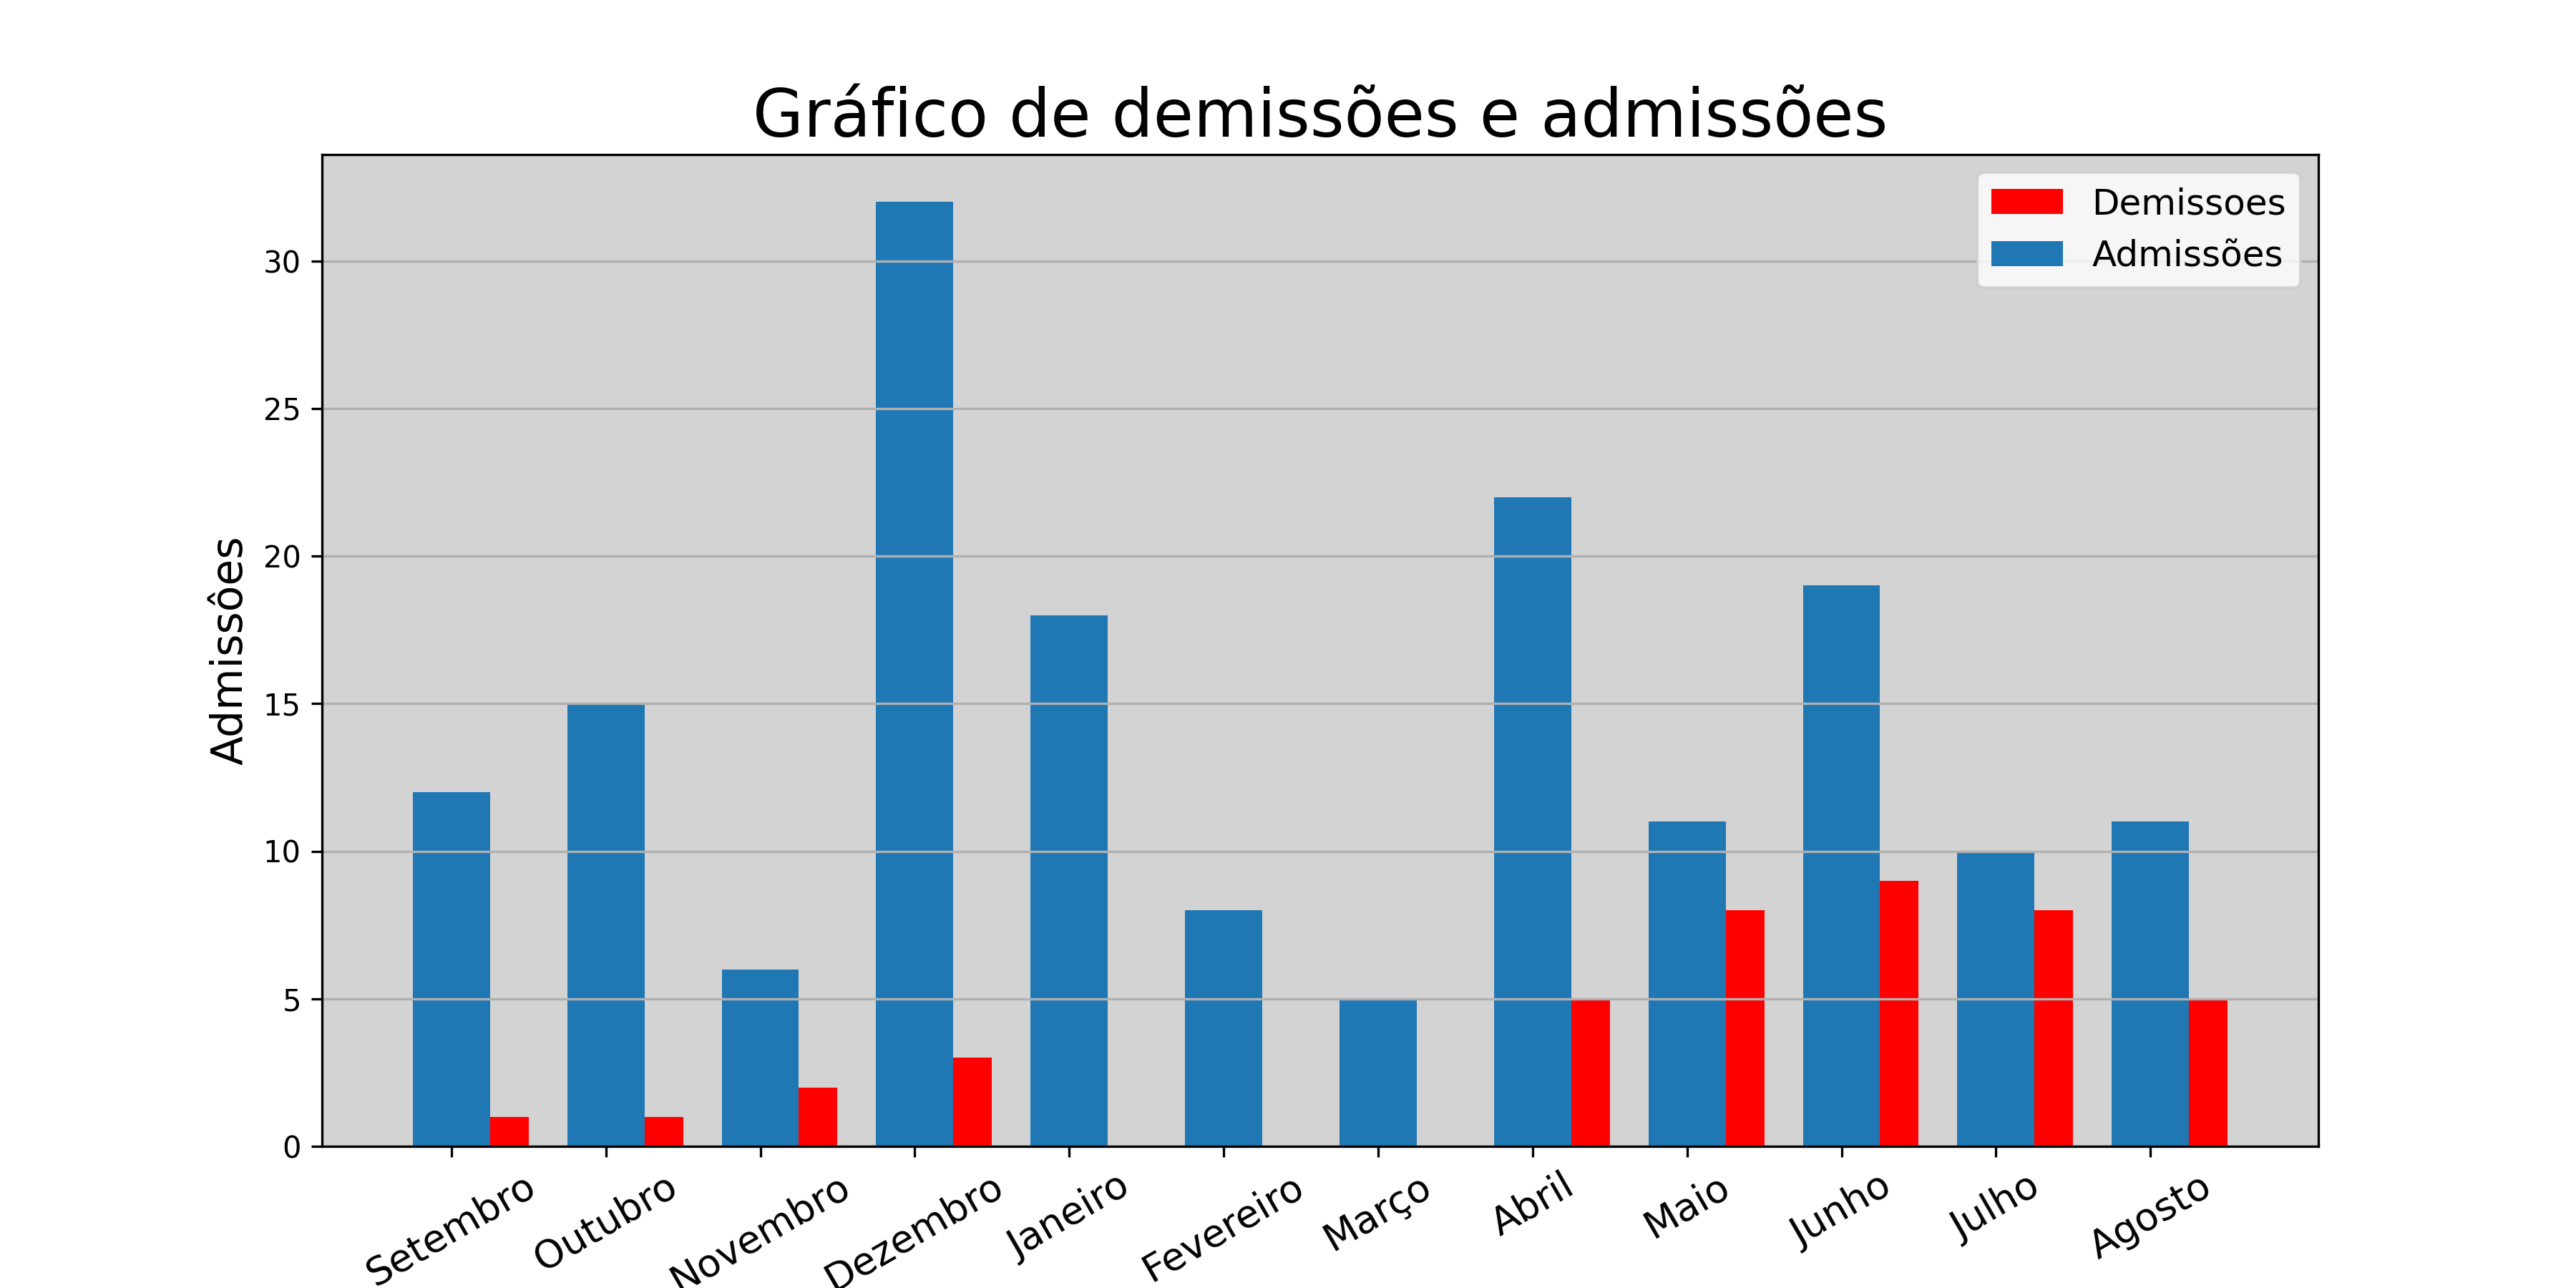 Gráfico de demissões e admissões
Demissoes
Admissões
Admissôes
30
25
20
15
10
5
0
Setembro
Outubro
Novembro
Dezembro
Janeiro
Fevereiro
Março
Abril
Maio
Junho
Julho
Agosto